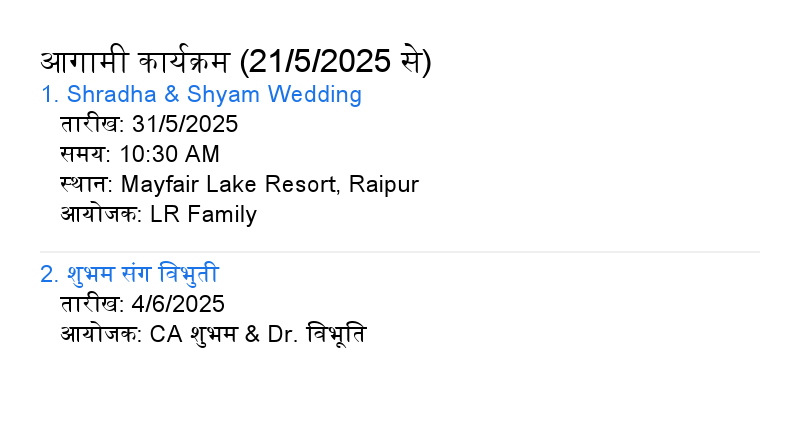 आगामी कार्यक्रम (21/5/2025 से)
1. Shradha & Shyam Wedding
तारीख: 31/5/2025
समय: 10:30 AM
स्थान: Mayfair Lake Resort, Raipur
आयोजक: LR Family
2. शुभम संग विभुती
तारीख: 4/6/2025
आयोजक: CA शुभम & Dr. विभूति